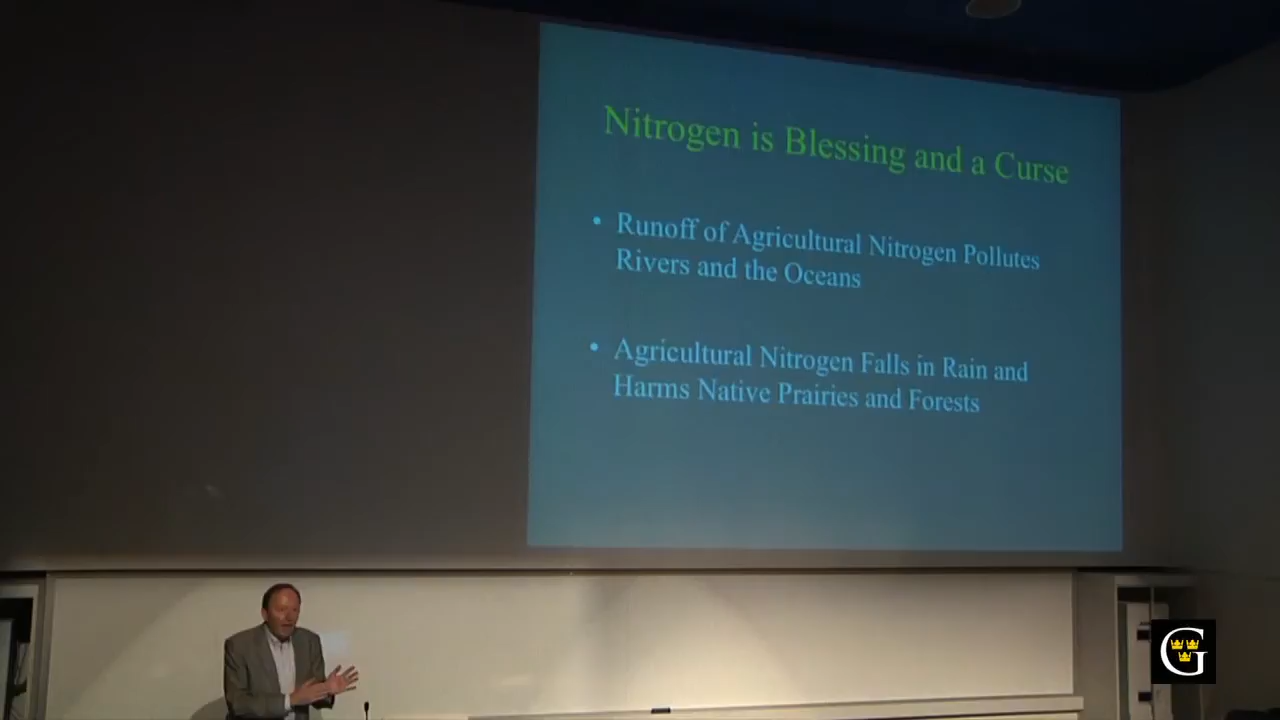 Nitrogen is Blessing and a Curse
• Runoff of Agricultural Nitrogen Pollutes
Rivers and the Oceans
• Agricultural Nitrogen Falls in Rain and
Harms Native Prairies and Forests
G